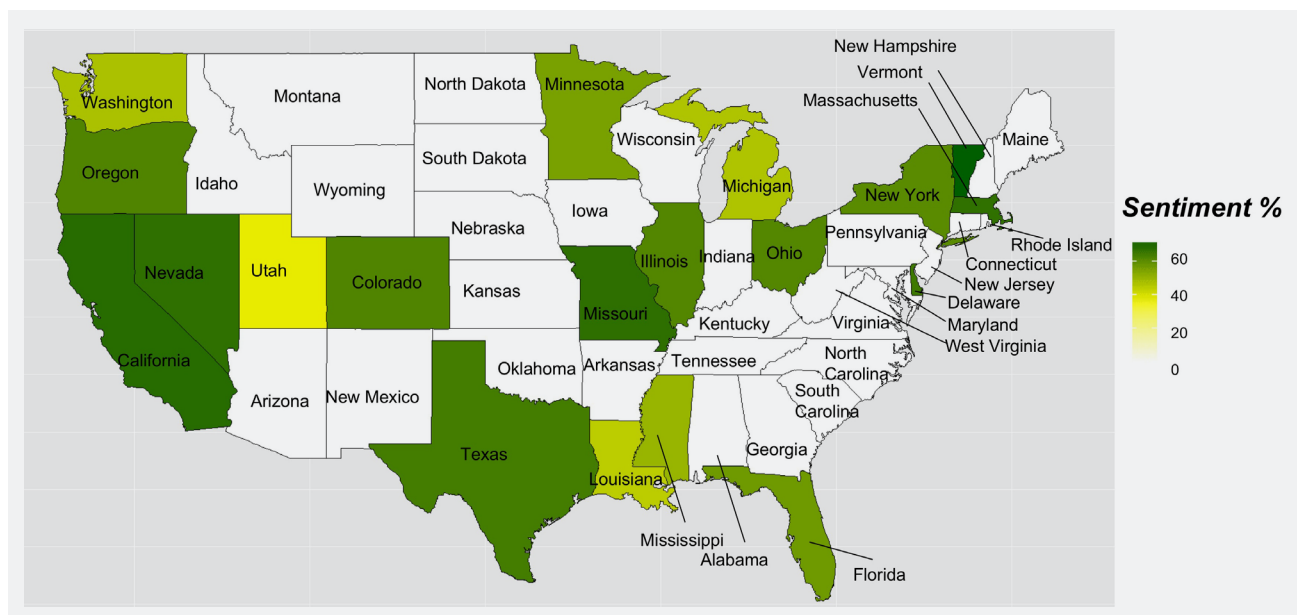 New Hampshire
Vermont
Massachusetts
Washington
Montana
North Dakota
Minnesota
Wisconsin
Maine
Oregon
Idaho
Wyoming
South Dakota
Michigan
New York
Sentiment %
Nebraska
Iowa
Pennsylvania
Rhode Island
Nevada
Utah
Colorado
Kansas
Illinois
Indiana
Ohio
Connecticut
New Jersey
Delaware
Maryland
West Virginia
60
40
20
0
California
Missouri
Kentucky
Virginia
Arizona
New Mexico
Oklahoma
Arkansas
Tennessee
North
Carolina
South
Carolina
Texas
Louisiana
Georgia
Mississippi
Alabama
Florida